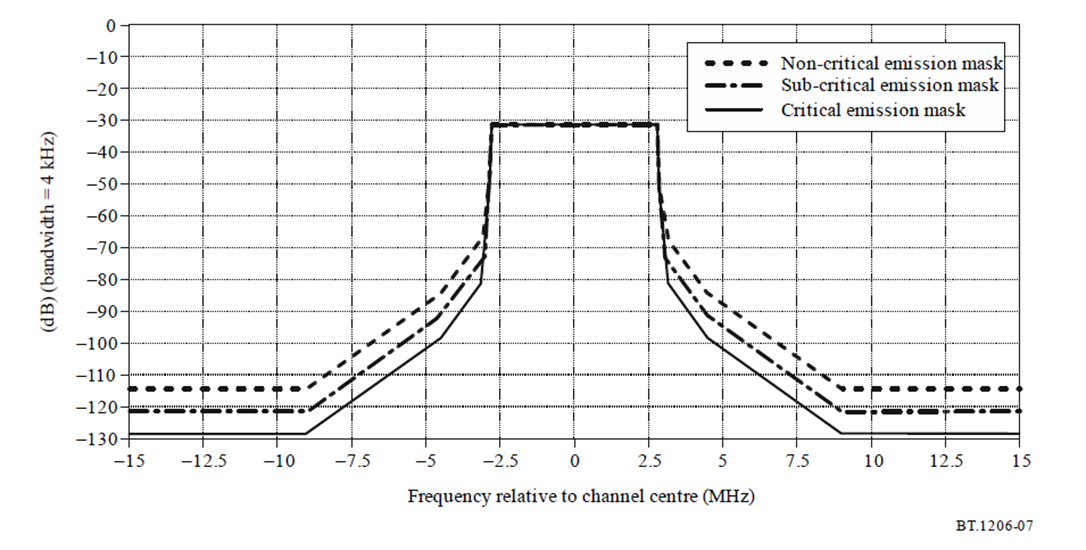 0
−10
−20
−30
−40
−50
−60
−70
−80
−90
−100
−110
−120
−130
(dB) (bandwidth = 4 kHz)
Non-critical emission mask
Sub-critical emission mask
Critical emission mask
−15 −12.5 −10 −7.5 −5 −2.5 0 2.5 5 7.5 10 12.5 15
Frequency relative to channel centre (MHz)
BT.1206-07